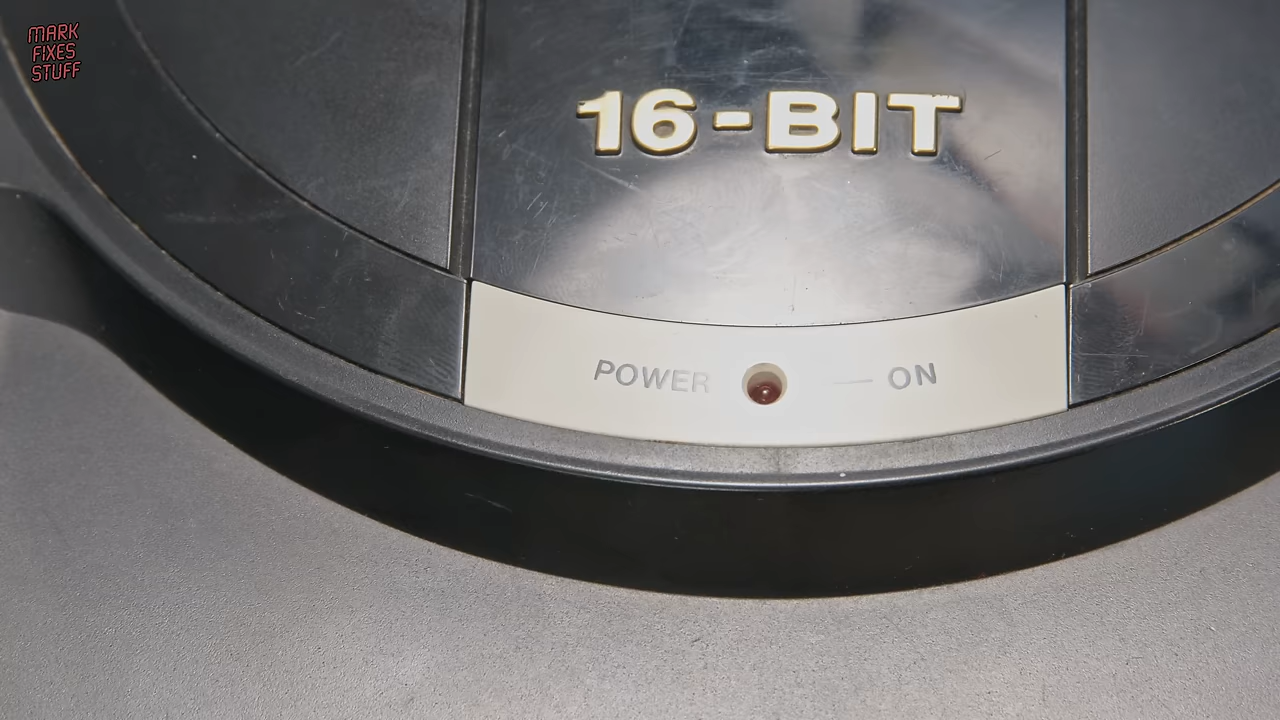 MARK
FIXES
STUFF
16-BIT
POWER — ON